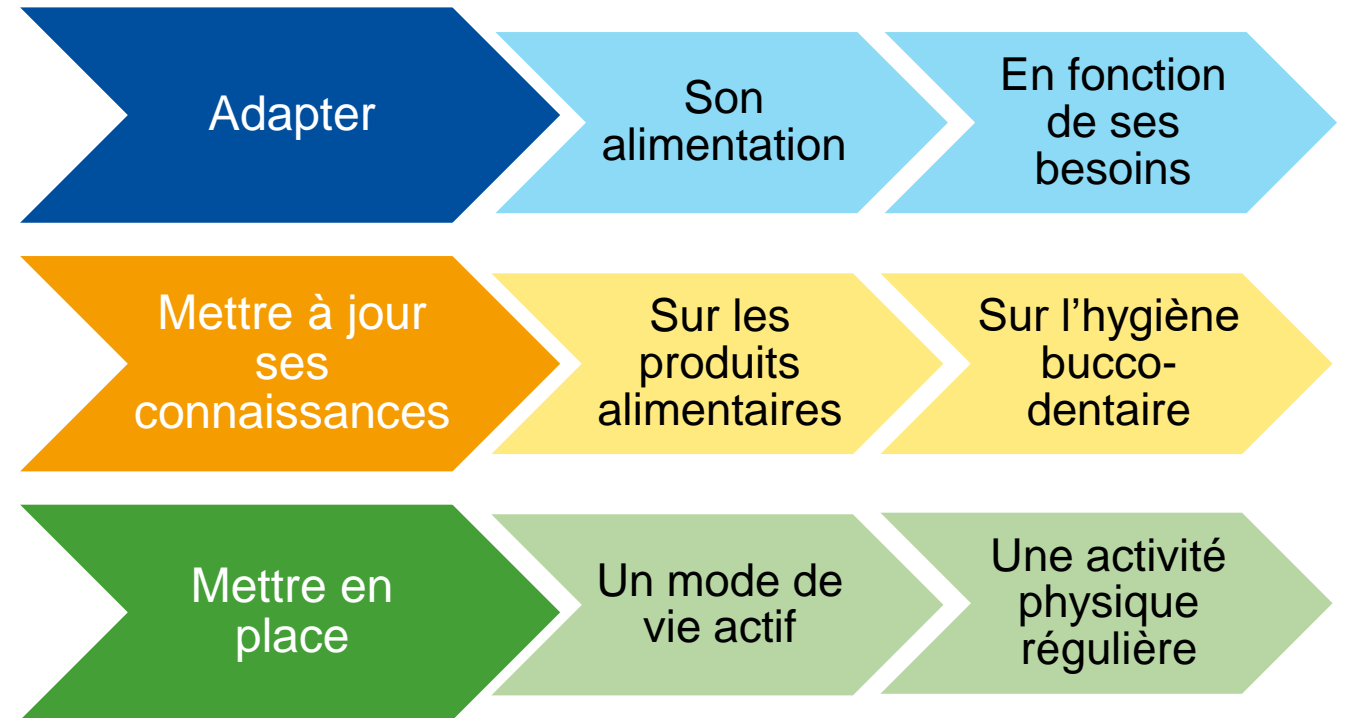 Adapter
Son
alimentation
En fonction
de ses
besoins
Mettre à jour
ses
connaissances
Sur les
produits
alimentaires
Sur l’hygiène
bucco-
dentaire
Mettre en
place
Un mode de
vie actif
Une activité
physique
régulière